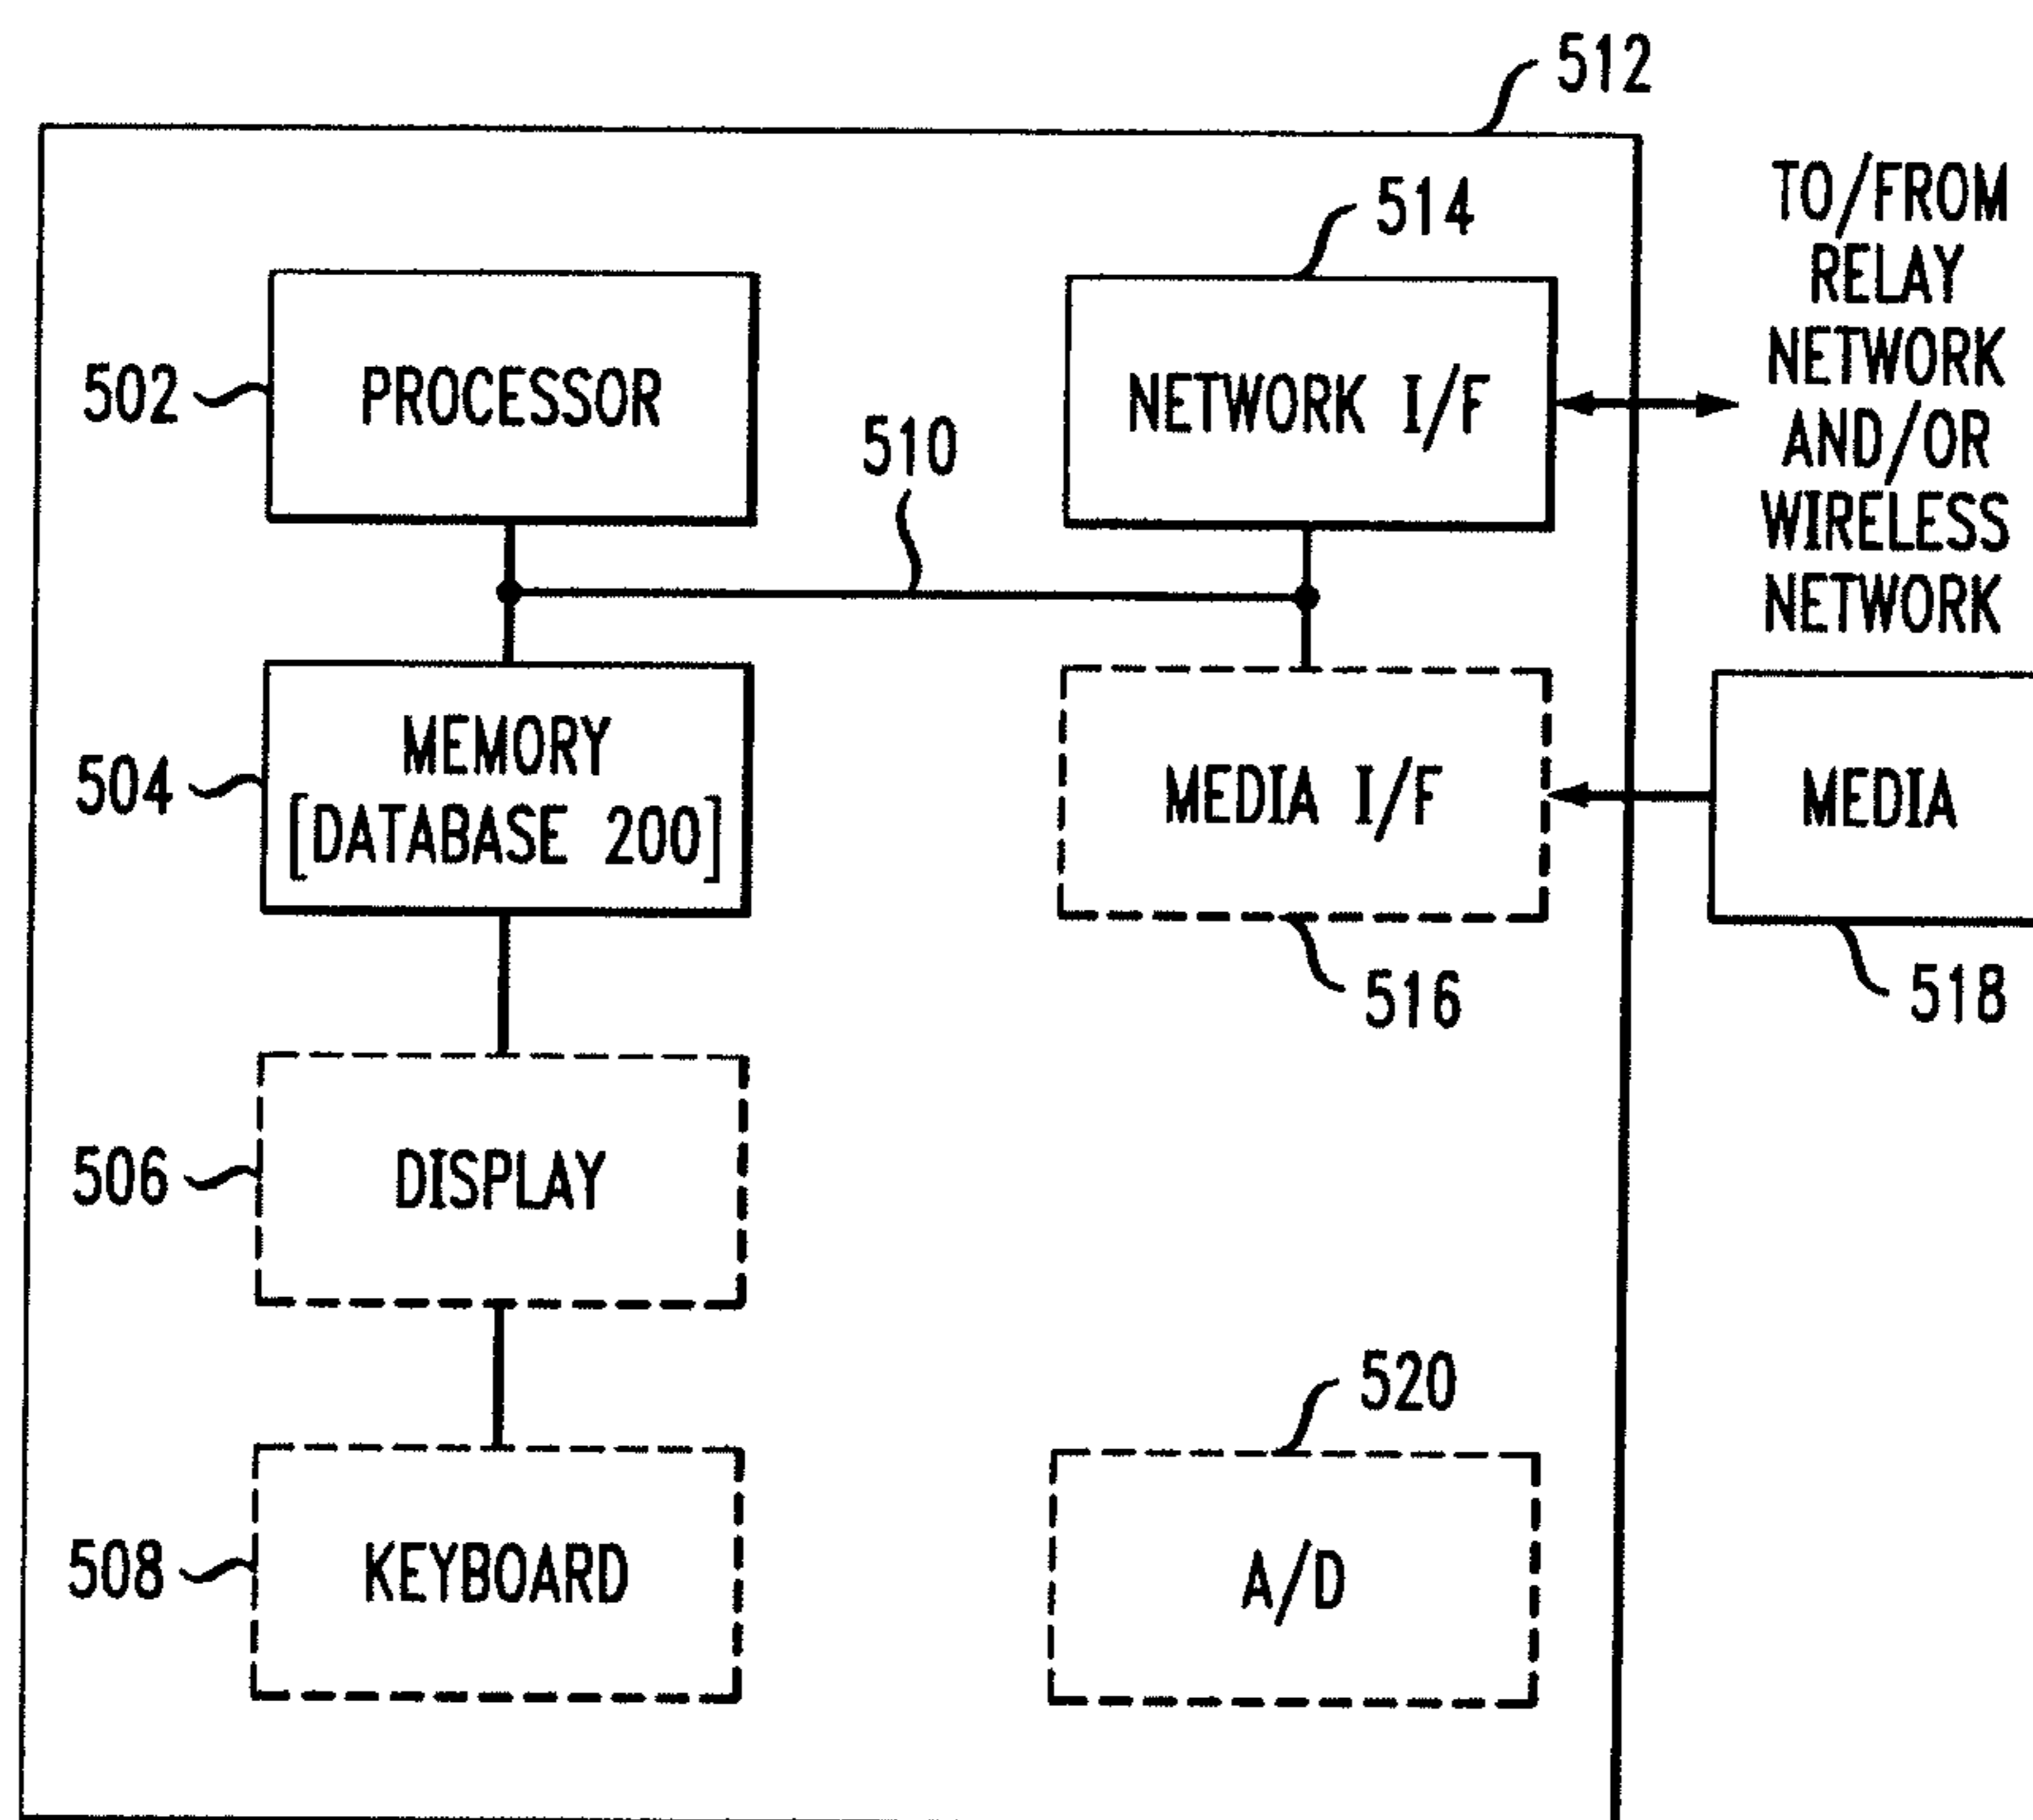 512
514
TO/FROM
RELAY
NETWORK
AND/OR
WIRELESS
NETWORK
502
PROCESSOR
NETWORK I/F
510
504
MEMORY
[DATABASE 200]
MEDIA I/F
MEDIA
516
518
506
DISPLAY
520
508
KEYBOARD
A/D